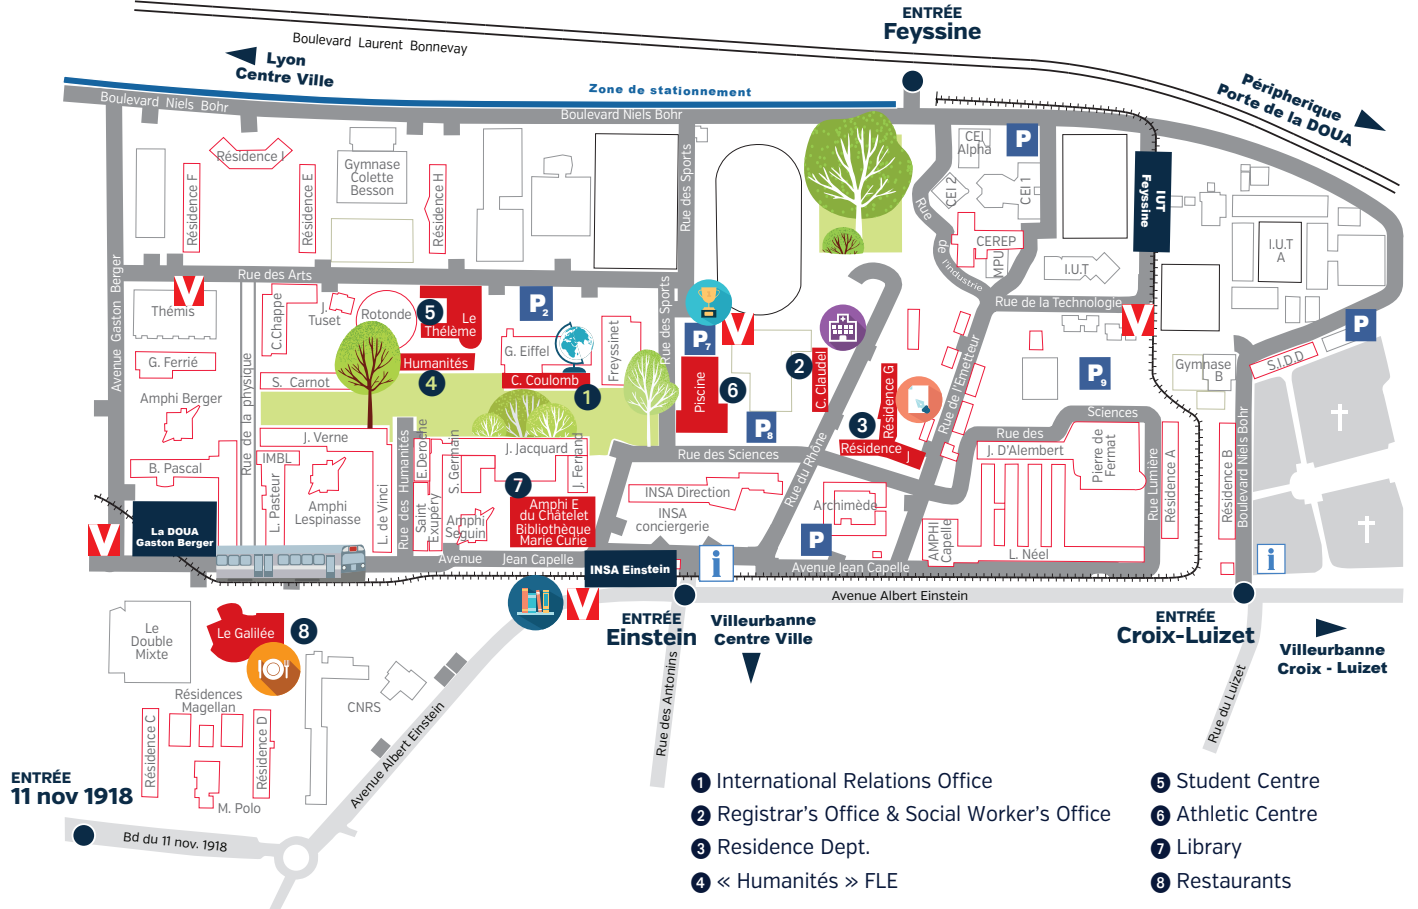 ENTRÉE
Feyssine
Boulevard Laurent Bonnevay
Lyon
Centre Ville
Zone de stationnement
Péripherique
Porte de la DOUA
Boulevard Niels Bohr
Boulevard Niels Bohr
Résidence I
Résidence F
Résidence E
Gymnase
Colette
Besson
Résidence H
Rue des Sports
CEI
Alpha
P
CEI 2
CEI 1
IUT
Feyssine
Rue
de
l'industrie
CEREP
MPU
I.U.T
I.U.T
A
Avenue Gaston Berger
Rue des Arts
V
Thémis
C.Chappe
J.
Tuset
Rotonde
5
Le
Thélème
P2
Rue des Sports
V
P7
Rue de la Technologie
V
P
G. Ferrié
Rue de la physique
Humanités
G. Eiffel
Freyssinet
S. Carnot
4
C. Coulomb
1
Piscine
6
2
C. Claudel
Résidence G
Rue de l'Emetteur
P9
Gymnase
B
S.I.D.D
Amphi Berger
P8
3
Résidence
J
Sciences
Rue des
J. Verne
Rue des Humanités
E.Deroche
S. Germain
J. Jacquard
J. Ferrand
Rue des Sciences
Rue du Rhône
J. D'Alembert
Pierre de
Fermat
Rue Lumière
Résidence A
Résidence B
Boulevard Niels Bohr
B. Pascal
IMBL
L. Pasteur
Amphi
Lespinasse
L. de Vinci
Saint
Exupéry
Amphi
Seguin
7
Amphi E
du Châtelet
Bibliothèque
Marie Curie
INSA Direction
INSA
conciergerie
Archimède
P
AMPHI
Capelle
L. Néel
La DOUA
Gaston Berger
V
Avenue Jean Capelle
INSA Einstein
i
Avenue Jean Capelle
i
V
Avenue Albert Einstein
ENTRÉE
Einstein
Villeurbanne
Centre Ville
ENTRÉE
Croix-Luizet
Villeurbanne
Croix - Luizet
Le
Double
Mixte
Le Galilée
8
Résidences
Magellan
CNRS
Résidence C
Résidence D
M. Polo
Avenue Albert Einstein
Rue des Antonins
Rue du Luizet
ENTRÉE
11 nov 1918
Bd du 11 nov. 1918
1 International Relations Office
2 Registrar's Office & Social Worker's Office
3 Residence Dept.
4 « Humanités » FLE
5 Student Centre
6 Athletic Centre
7 Library
8 Restaurants